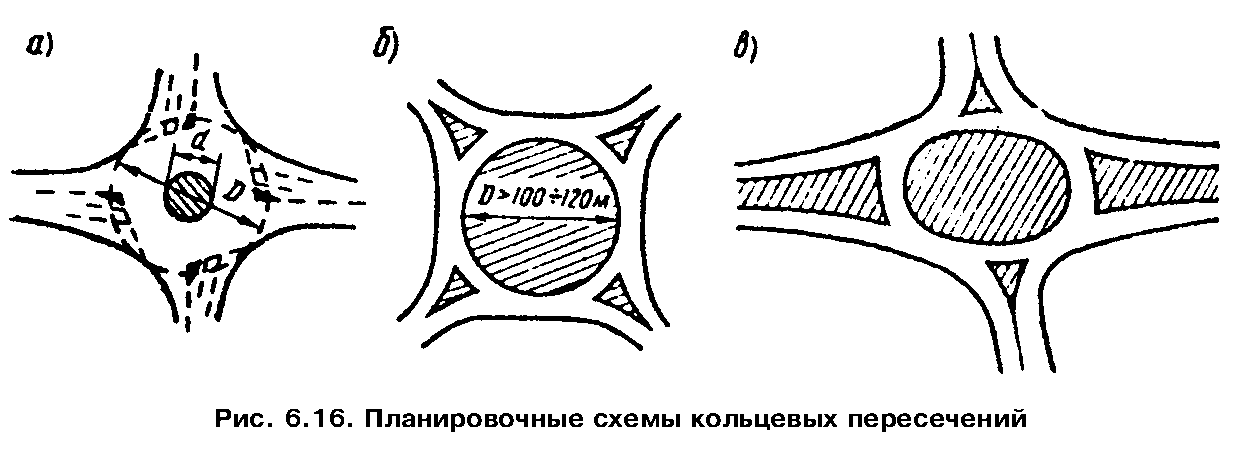 а) б) в)
d
D
D > 100 ÷ 120 м
Рис. 6.16. Планировочные схемы кольцевых пересечений